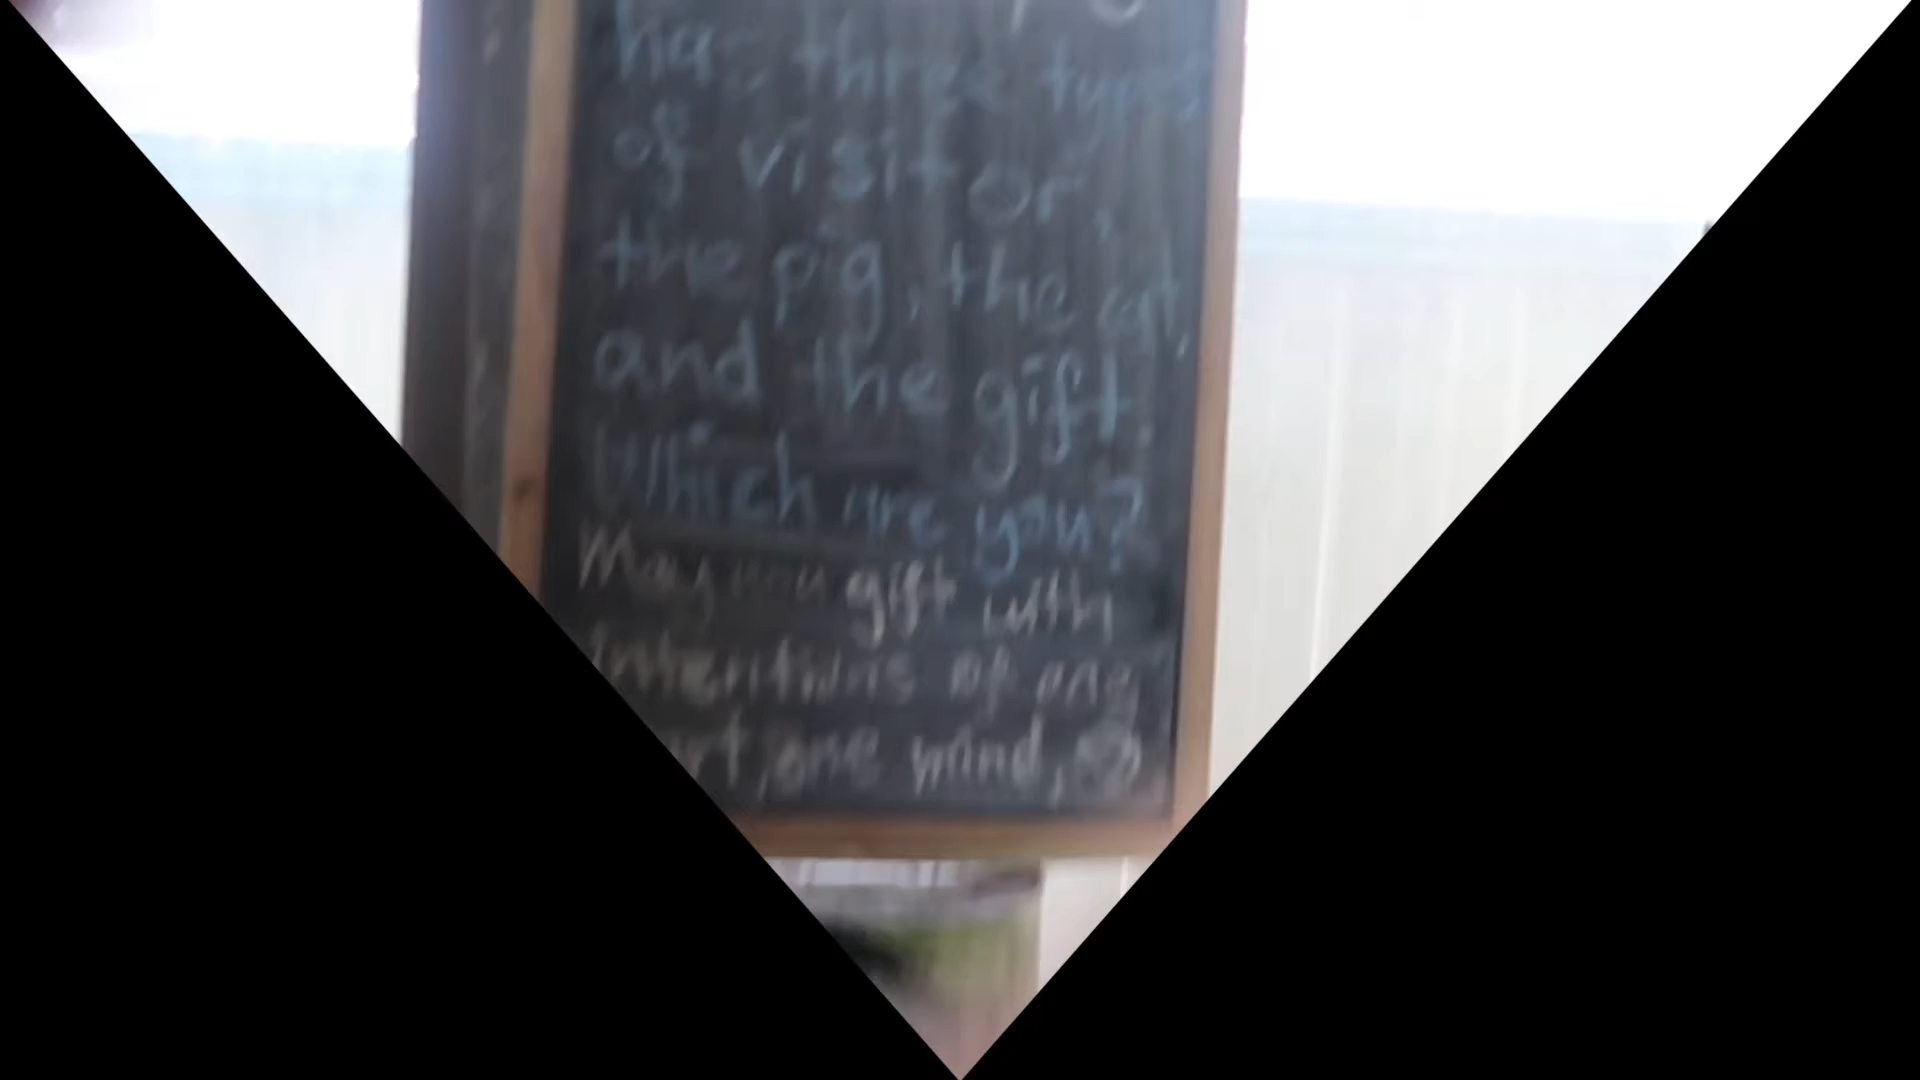 has three types
of visitor,
the pig, the cat,
and the gift.
Which are you?
May you gift with
intentions of one
one mind,